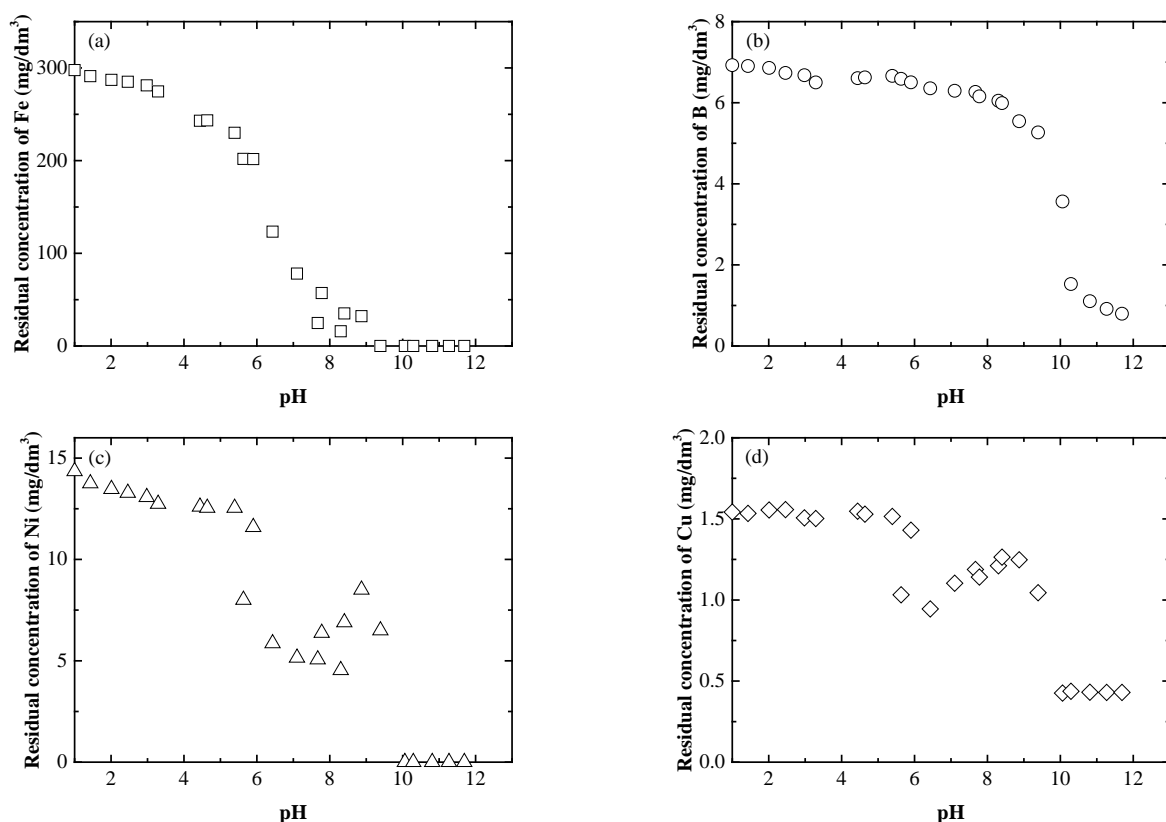 (a)
Residual concentration of Fe (mg/dm³)
300
200
100
0
2 4 6 8 10 12
pH
(b)
Residual concentration of B (mg/dm³)
8
6
4
2
0
2 4 6 8 10 12
pH
(c)
Residual concentration of Ni (mg/dm³)
15
10
5
0
2 4 6 8 10 12
pH
(d)
Residual concentration of Cu (mg/dm³)
2.0
1.5
1.0
0.5
0.0
2 4 6 8 10 12
pH